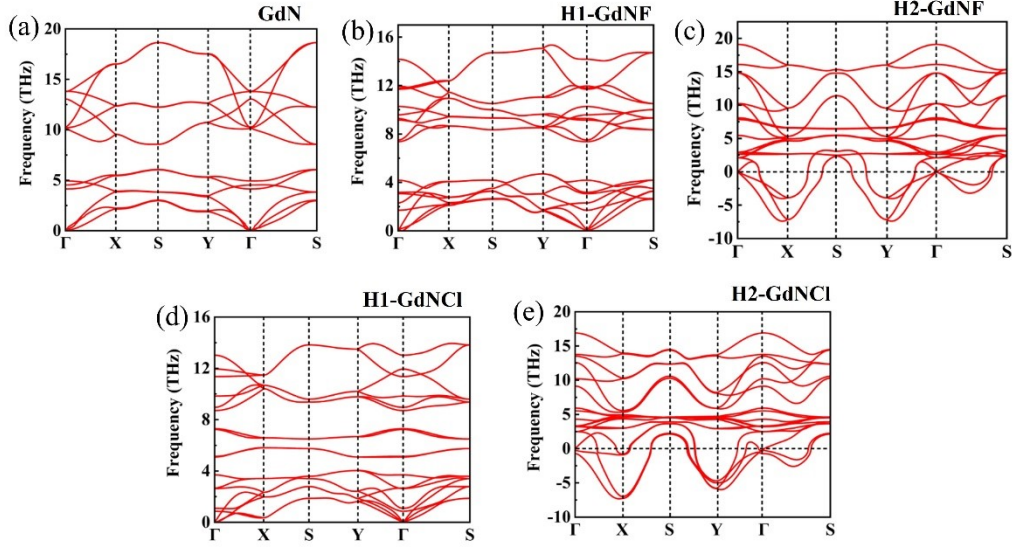 (a)
GdN
Frequency (THz)
20
15
10
5
0
Γ X S Y Γ S
(b)
H1-GdNF
Frequency (THz)
16
12
8
4
0
Γ X S Y Γ S
(c)
H2-GdNF
Frequency (THz)
20
15
10
5
0
-5
-10
Γ X S Y Γ S
(d)
H1-GdNCl
Frequency (THz)
16
12
8
4
0
Γ X S Y Γ S
(e)
H2-GdNCl
Frequency (THz)
20
15
10
5
0
-5
-10
Γ X S Y Γ S